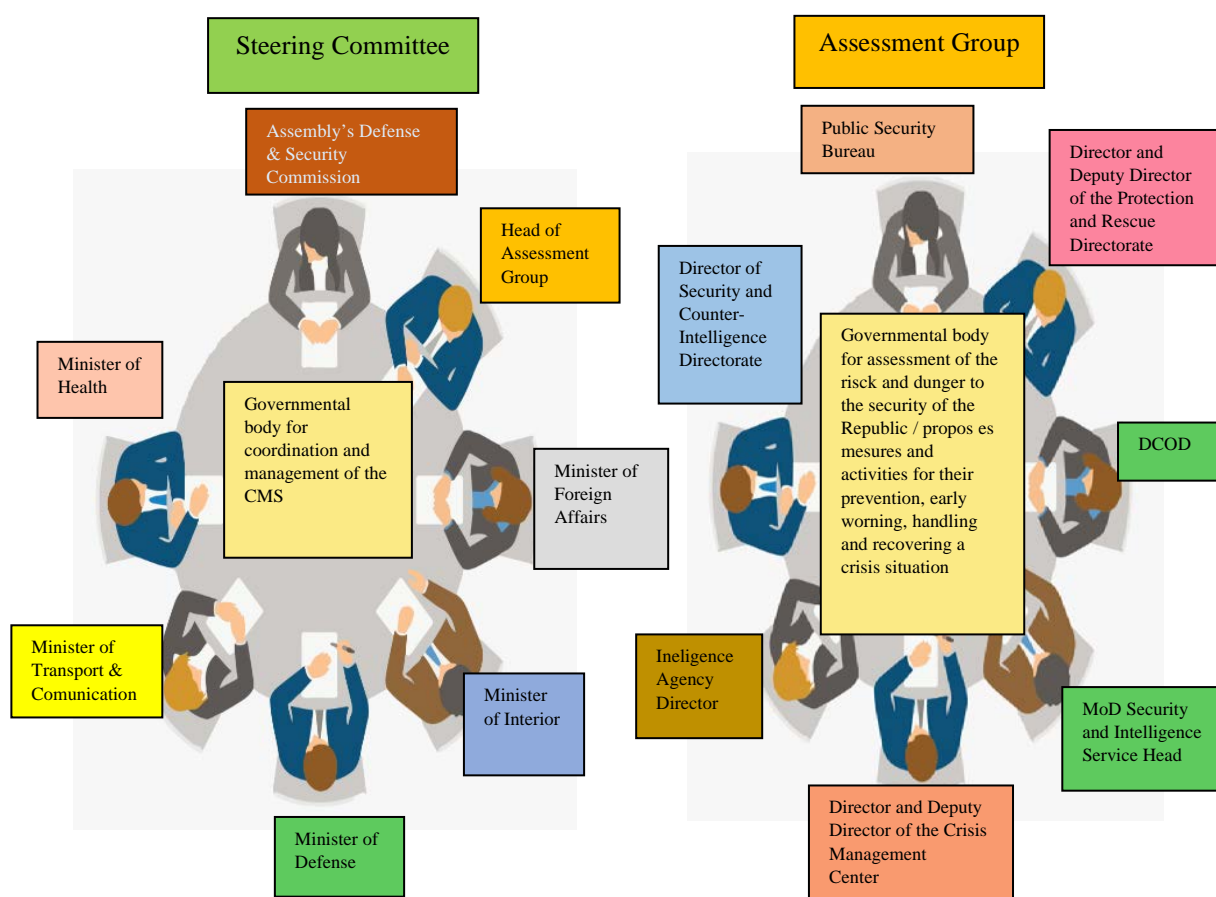 Steering Committee
Assembly's Defense
& Security
Commission
Head of
Assessment
Group
Minister of
Health
Governmental
body for
coordination and
management of the
CMS
Minister of
Foreign
Affairs
Minister of
Transport &
Comunication
Minister
of Interior
Minister of
Defense
Assessment Group
Public Security
Bureau
Director and
Deputy Director
of the Protection
and Rescue
Directorate
Director of
Security and
Counter-
Intelligence
Directorate
Governmental body
for assessment of the
risck and dunger to
the security of the
Republic / propos es
mesures and
activities for their
prevention, early
worning, handling
and recovering a
crisis situation
DCOD
Ineligence
Agency
Director
MoD Security
and Intelligence
Service Head
Director and Deputy
Director of the Crisis
Management
Center